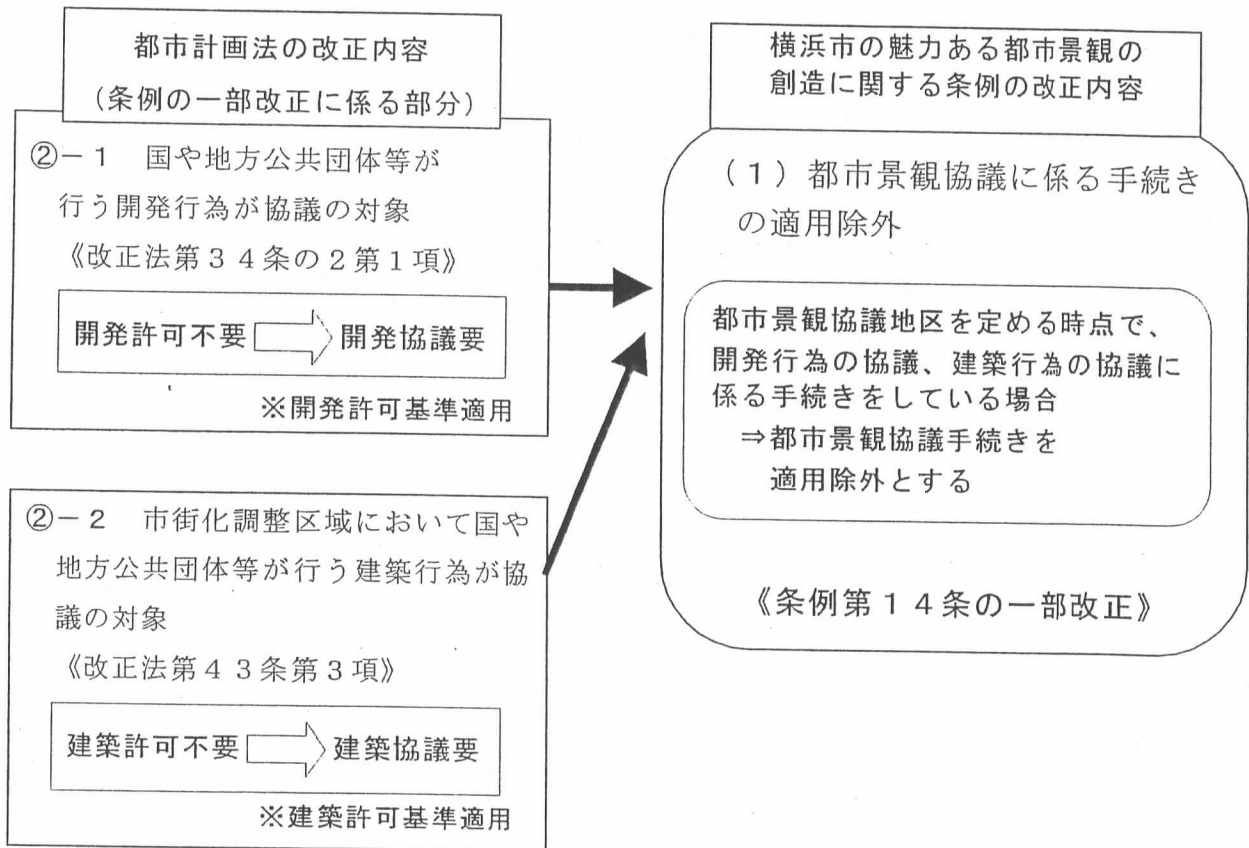 都市計画法の改正内容
(条例の一部改正に係る部分)
②－１　国や地方公共団体等が
行う開発行為が協議の対象
《改正法第３４条の２第１項》
開発許可不要　開発協議要
※開発許可基準適用
②－２　市街化調整区域において国や
地方公共団体等が行う建築行為が協
議の対象
《改正法第４３条第３項》
建築許可不要　建築協議要
※建築許可基準適用
横浜市の魅力ある都市景観の
創造に関する条例の改正内容
（１）都市景観協議に係る手続き
の適用除外
都市景観協議地区を定める時点で、
開発行為の協議、建築行為の協議に
係る手続きをしている場合
⇒都市景観協議手続きを
適用除外とする
《条例第１４条の一部改正》